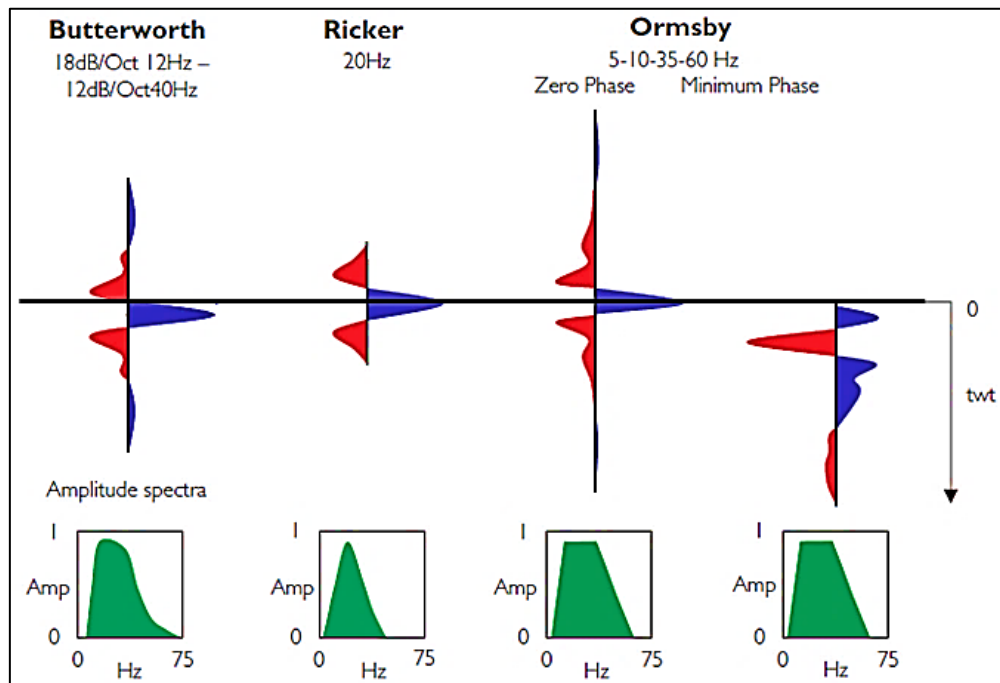 Butterworth
18dB/Oct 12Hz –
12dB/Oct40Hz
Ricker
20Hz
Ormsby
5-10-35-60 Hz
Zero Phase
Minimum Phase
0
twt
Amplitude spectra
1
Amp
0
0
Hz
75
1
Amp
0
0
Hz
75
1
Amp
0
0
Hz
75
1
Amp
0
0
Hz
75